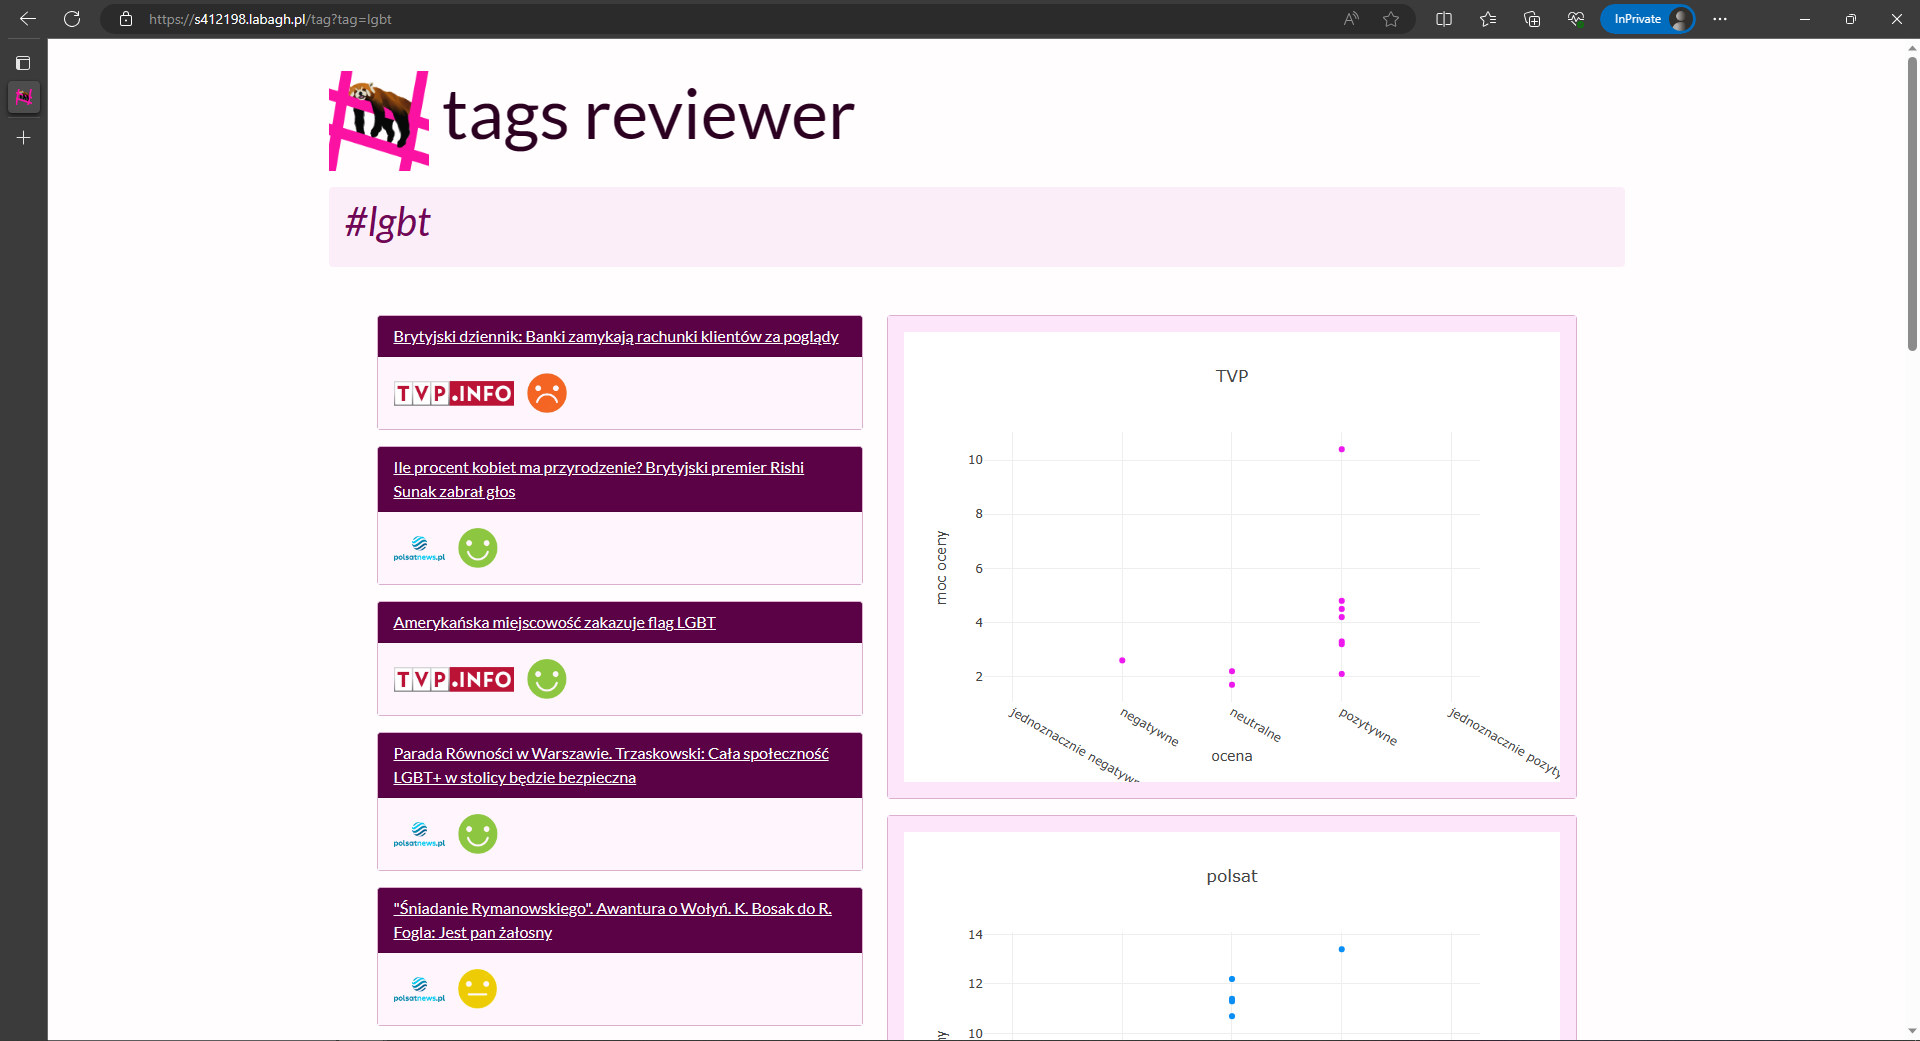 https://s412198.labagh.pl/tag?tag=lgbt
InPrivate
tags reviewer
#lgbt
Brytyjski dziennik: Banki zamykają rachunki klientów za poglądy
TVP.INFO
Ile procent kobiet ma przyrodzenie? Brytyjski premier Rishi
Sunak zabrał głos
polsatnews.pl
Amerykańska miejscowość zakazuje flag LGBT
TVP.INFO
Parada Równości w Warszawie. Trzaskowski: Cała społeczność
LGBT+ w stolicy będzie bezpieczna
polsatnews.pl
"Śniadanie Rymanowskiego". Awantura o Wołyń. K. Bosak do R.
Fogla: Jest pan żałosny
polsatnews.pl
TVP
moc oceny
10
8
6
4
2
jednoznacznie negatywn
negatywne
neutralne
pozytywne
jednoznacznie pozyty
ocena
polsat
14
12
10